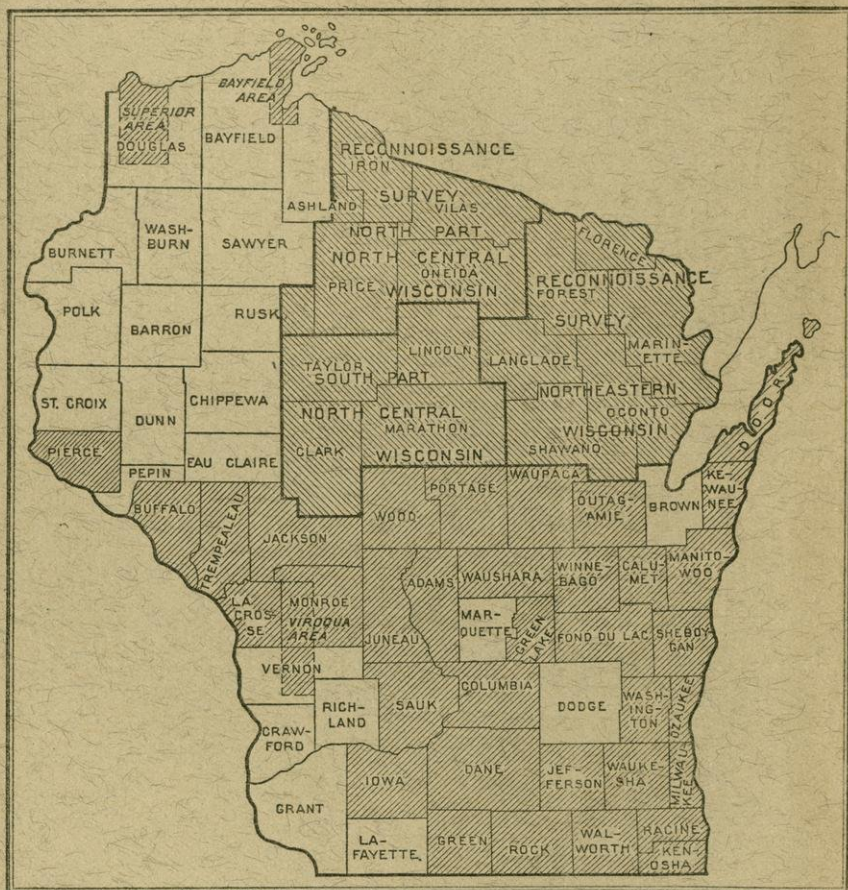 BAYFIELD
AREA
SUPERIOR
AREA
DOUGLAS
BAYFIELD
ASHLAND
RECONNOISSANCE
IRON
SURVEY
VILAS
NORTH PART
NORTH CENTRAL
ONEIDA
PRICE
WISCONSIN
FLORENCE
RECONNOISSANCE
FOREST
SURVEY
MARIN-
ETTE
LANGLADE
NORTHEASTERN
OCONTO
WISCONSIN
SHAWANO
BURNETT
WASH-
BURN
SAWYER
POLK
BARRON
RUSK
TAYLOR
LINCOLN
SOUTH PART
NORTH CENTRAL
MARATHON
CLARK
WISCONSIN
ST. CROIX
DUNN
CHIPPEWA
PIERCE
PEPIN
EAU CLAIRE
DOOR
BUFFALO
TREMPEALEAU
JACKSON
WOOD
PORTAGE
WAUPACA
OUTAG-
AMIE
BROWN
KE-
WAU-
NEE
LA
CROS-
SE
MONROE
VIROQUA
AREA
JUNEAU
ADAMS
WAUSHARA
WINNE-
BAGO
CALU-
MET
MANITO-
WOO
MAR-
QUETTE
GREEN
LAKE
FOND DU LAC
SHEBOY-
GAN
VERNON
CRAW-
FORD
RICH-
LAND
SAUK
COLUMBIA
DODGE
WASH-
ING-
TON
OZAUKEE
GRANT
IOWA
DANE
JEF-
FERSON
WAUKE-
SHA
MILWAU-
KEE
LA-
FAYETTE
GREEN
ROCK
WAL-
WORTH
RACINE
KEN-
OSHA